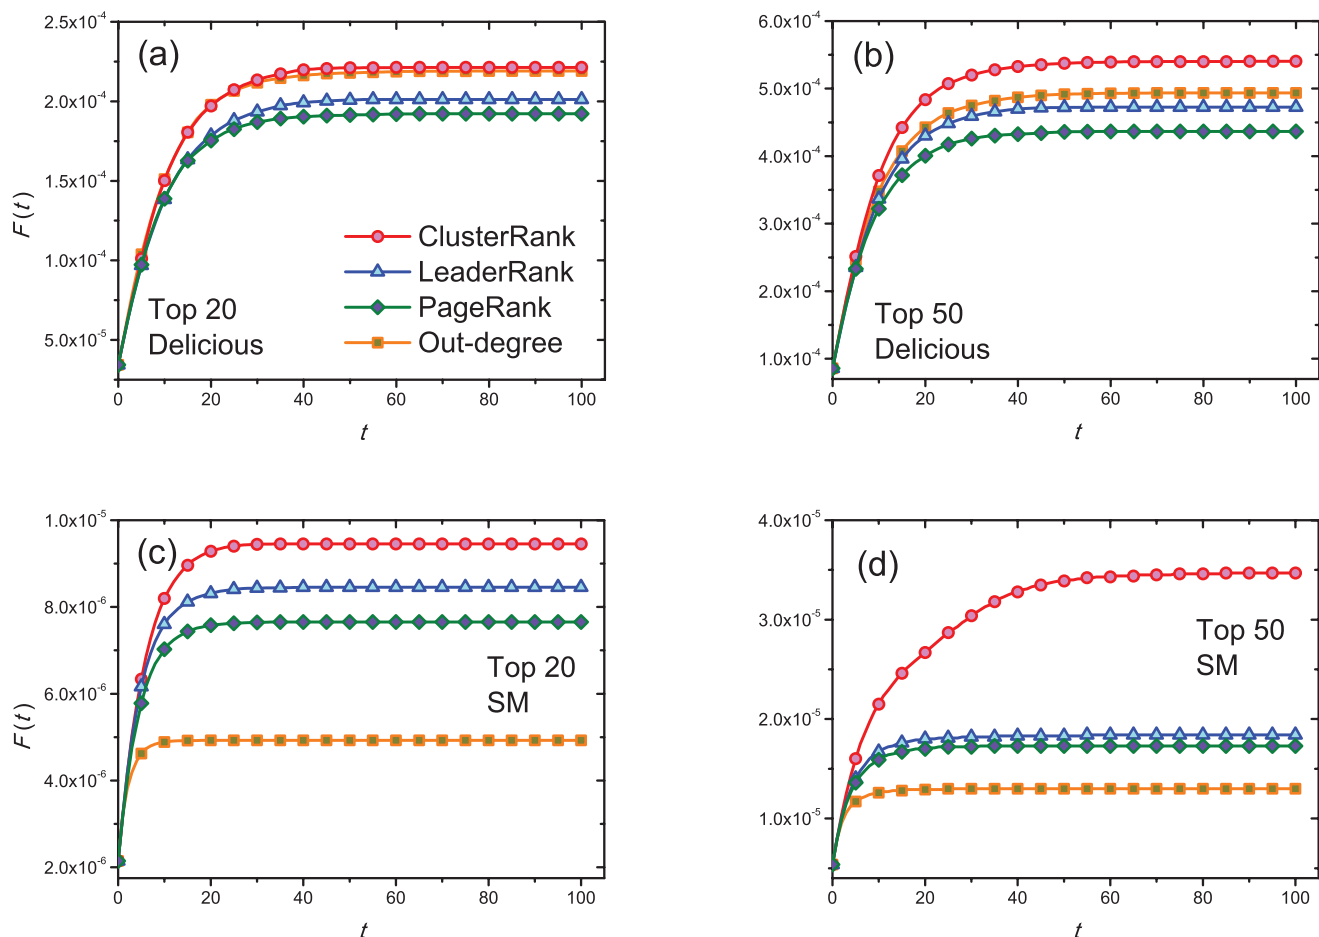 (a)
2.5x10-4
2.0x10-4
1.5x10-4
1.0x10-4
5.0x10-5
F(t)
ClusterRank
LeaderRank
PageRank
Out-degree
Top 20
Delicious
0 20 40 60 80 100
t
(b)
6.0x10-4
5.0x10-4
4.0x10-4
3.0x10-4
2.0x10-4
1.0x10-4
Top 50
Delicious
0 20 40 60 80 100
t
(c)
1.0x10-5
8.0x10-6
6.0x10-6
4.0x10-6
2.0x10-6
F(t)
Top 20
SM
0 20 40 60 80 100
t
(d)
4.0x10-5
3.0x10-5
2.0x10-5
1.0x10-5
Top 50
SM
0 20 40 60 80 100
t